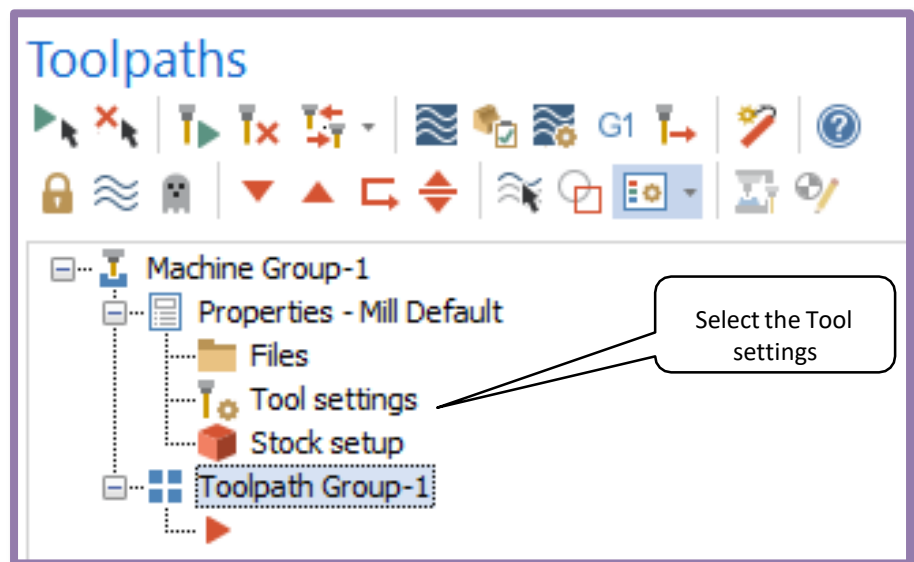 Toolpaths
G1
Machine Group-1
Properties - Mill Default
Files
Tool settings
Stock setup
Toolpath Group-1
Select the Tool
settings